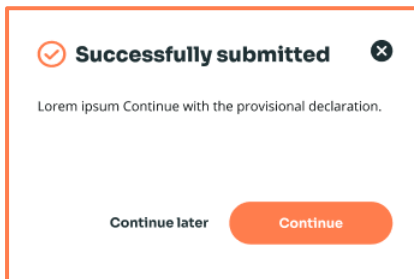 Successfully submitted
Lorem ipsum Continue with the provisional declaration.
Continue later
Continue